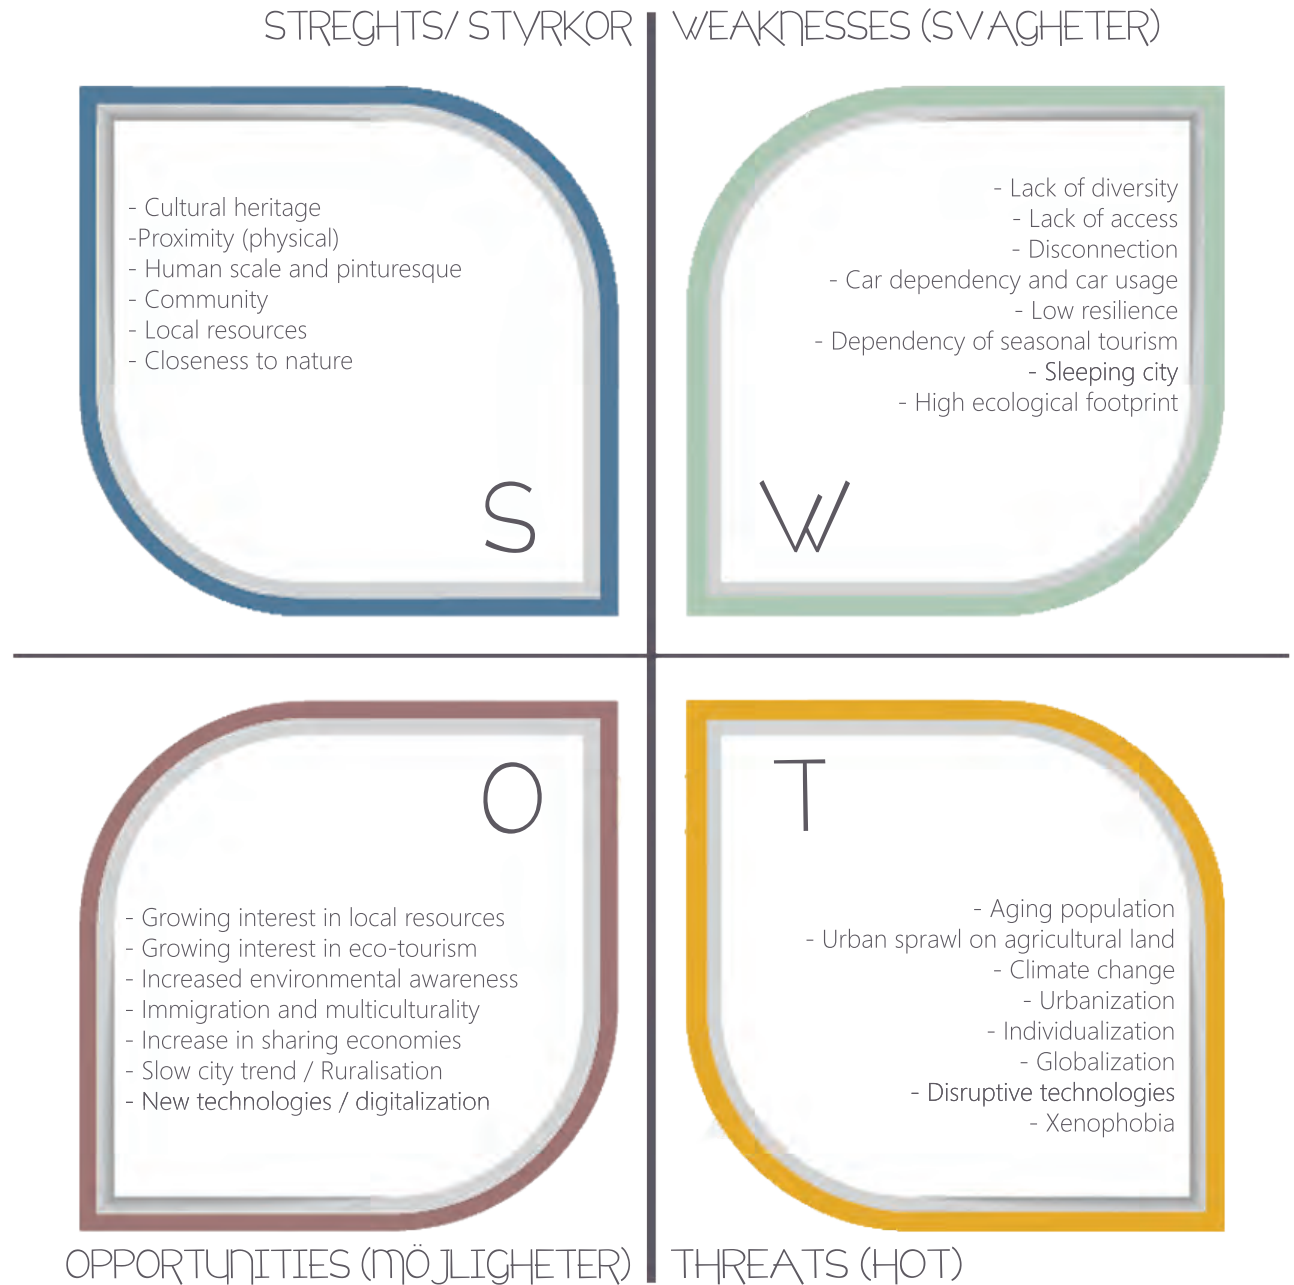 STREGHTS/ STYRKOR
- Cultural heritage
-Proximity (physical)
- Human scale and pinturesque
- Community
- Local resources
- Closeness to nature
S
WEAKNESSES (SVAGHETER)
- Lack of diversity
- Lack of access
- Disconnection
- Car dependency and car usage
- Low resilience
- Dependency of seasonal tourism
- Sleeping city
- High ecological footprint
W
O
- Growing interest in local resources
- Growing interest in eco-tourism
- Increased environmental awareness
- Immigration and multiculturality
- Increase in sharing economies
- Slow city trend / Ruralisation
- New technologies / digitalization
OPPORTUNITIES (MÖJLIGHETER)
T
- Aging population
- Urban sprawl on agricultural land
- Climate change
- Urbanization
- Individualization
- Globalization
- Disruptive technologies
- Xenophobia
THREATS (HOT)